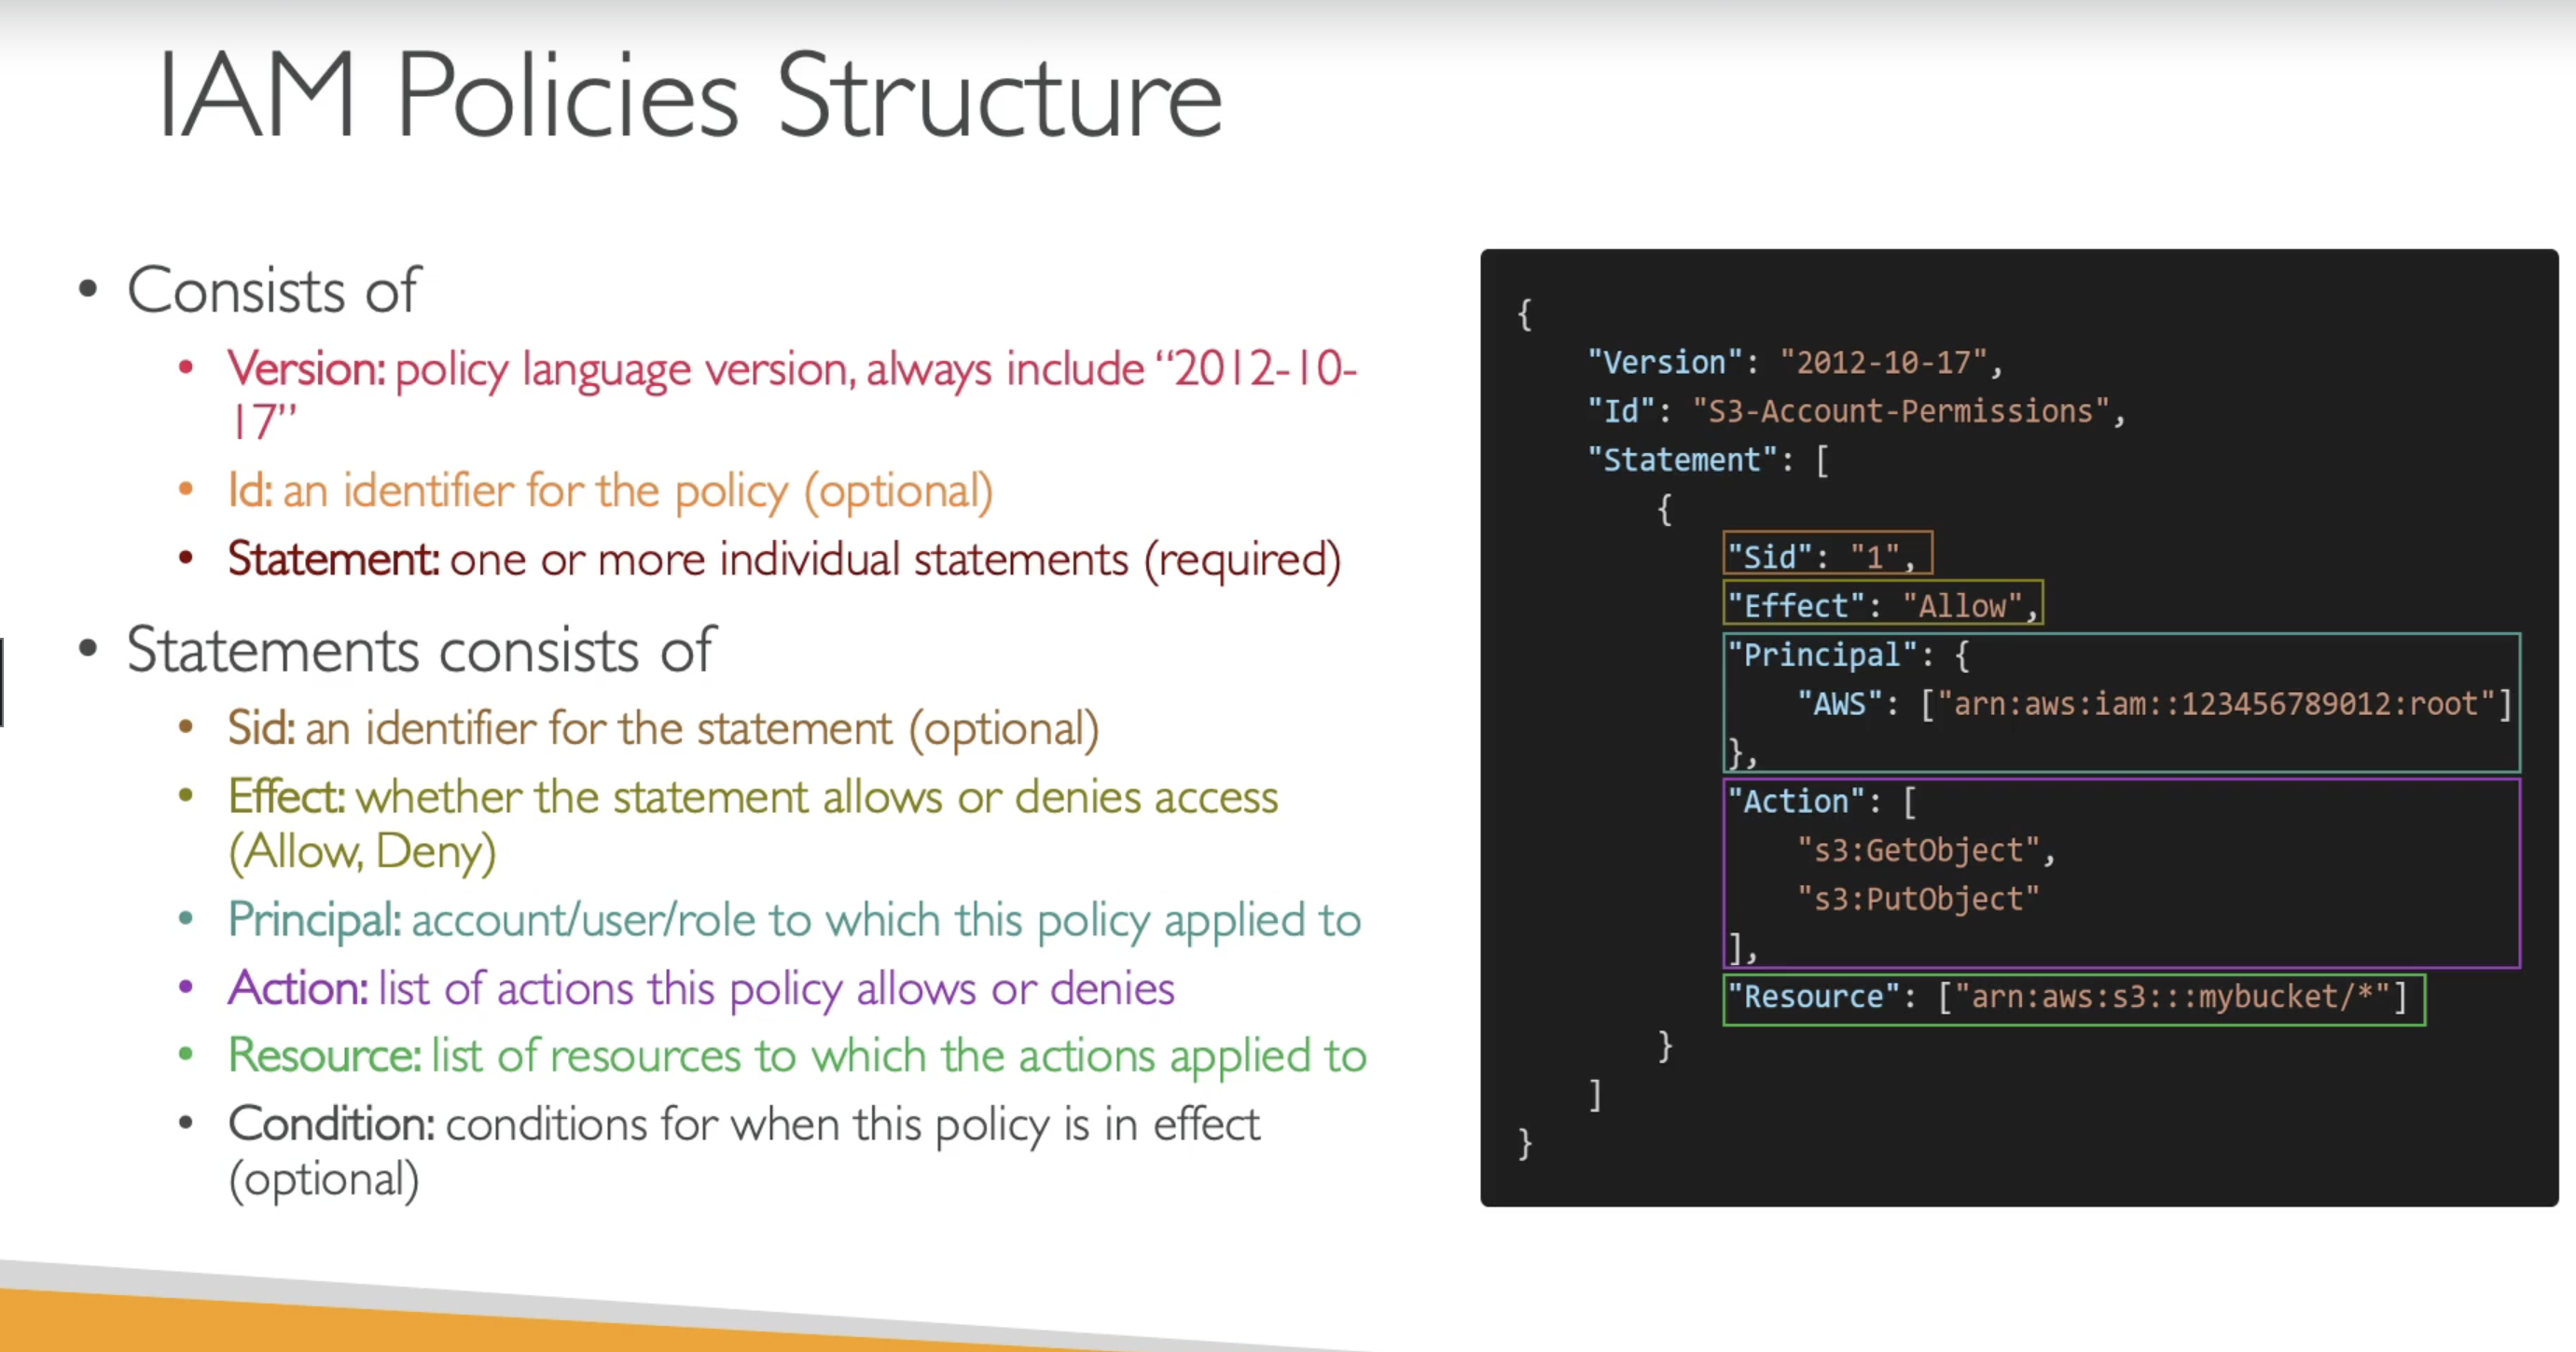 IAM Policies Structure
• Consists of
• Version: policy language version, always include “2012-10-
17”
• Id: an identifier for the policy (optional)
• Statement: one or more individual statements (required)
• Statements consists of
• Sid: an identifier for the statement (optional)
• Effect: whether the statement allows or denies access
(Allow, Deny)
• Principal: account/user/role to which this policy applied to
• Action: list of actions this policy allows or denies
• Resource: list of resources to which the actions applied to
• Condition: conditions for when this policy is in effect
(optional)
{
"Version": "2012-10-17",
"Id": "S3-Account-Permissions",
"Statement": [
{
"Sid": "1",
"Effect": "Allow",
"Principal": {
"AWS": ["arn:aws:iam::123456789012:root"]
},
"Action": [
"s3:GetObject",
"s3:PutObject"
],
"Resource": ["arn:aws:s3:::mybucket/*"]
}
]
}